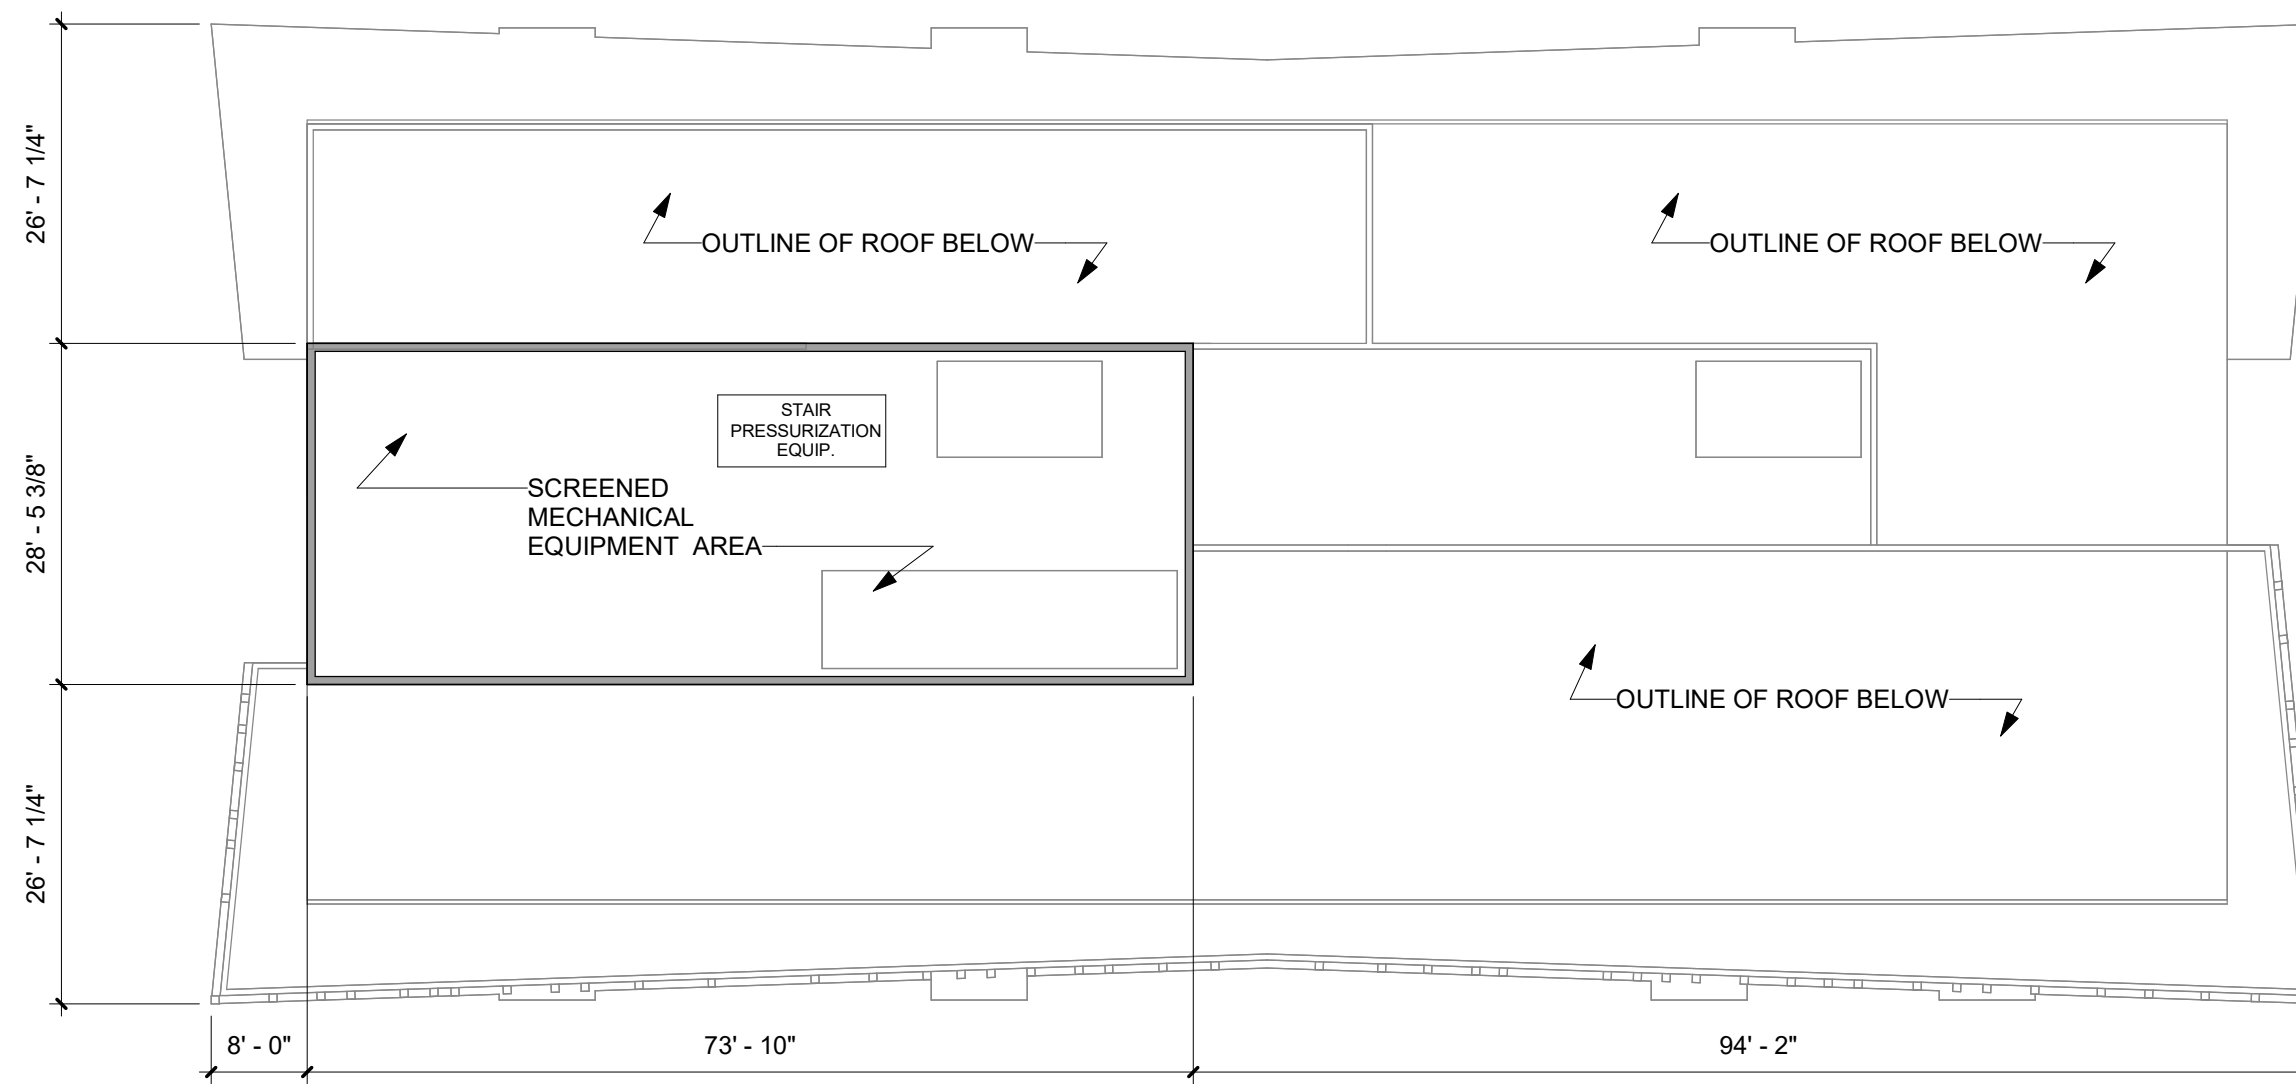 26' - 7 1/4"
OUTLINE OF ROOF BELOW
OUTLINE OF ROOF BELOW
28' - 5 3/8"
STAIR
PRESSURIZATION
EQUIP.
SCREENED
MECHANICAL
EQUIPMENT AREA
OUTLINE OF ROOF BELOW
26' - 7 1/4"
8' - 0"
73' - 10"
94' - 2"